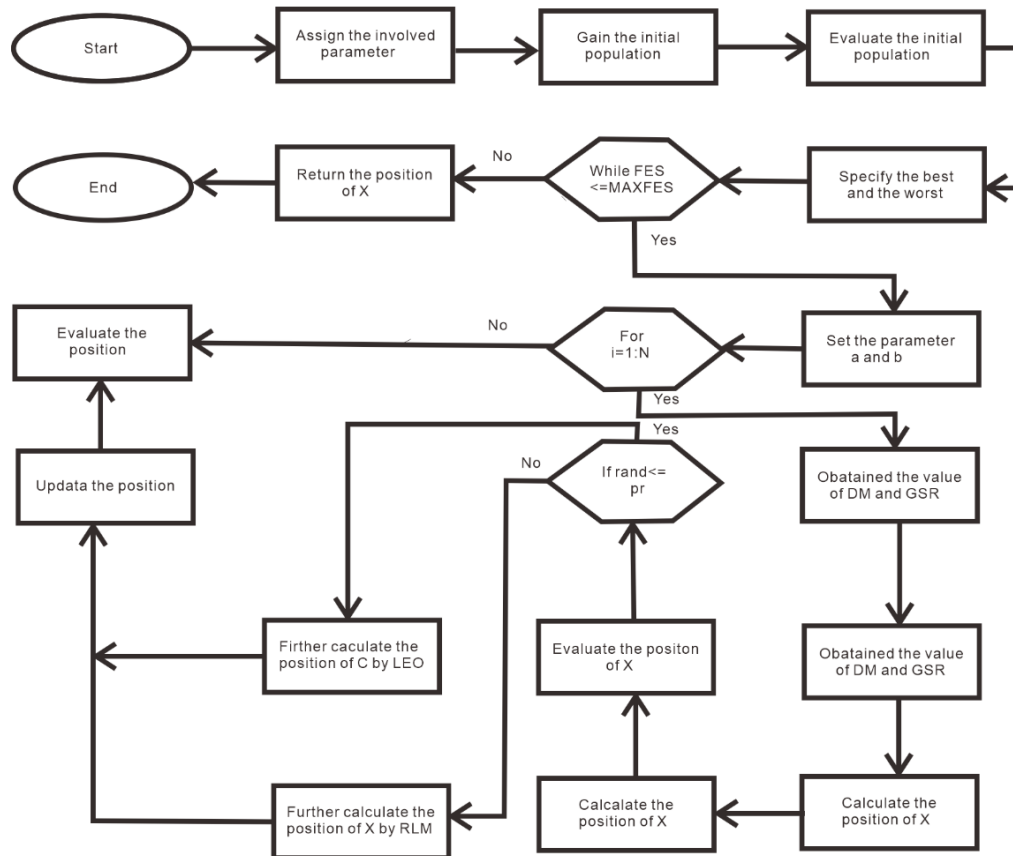 Start
Assign the involved
parameter
Gain the initial
population
Evaluate the initial
population
End
Return the position
of X
No
While FES
<=MAXFES
Specify the best
and the worst
Yes
Evaluate the
position
No
For
i=1:N
Set the parameter
a and b
Yes
Yes
Updata the position
No
If rand<=
pr
Obatained the value
of DM and GSR
Firther caculate the
position of C by LEO
Evaluate the positon
of X
Obatained the value
of DM and GSR
Further calculate the
position of X by RLM
Calcalate the
position of X
Calculate the
position of X